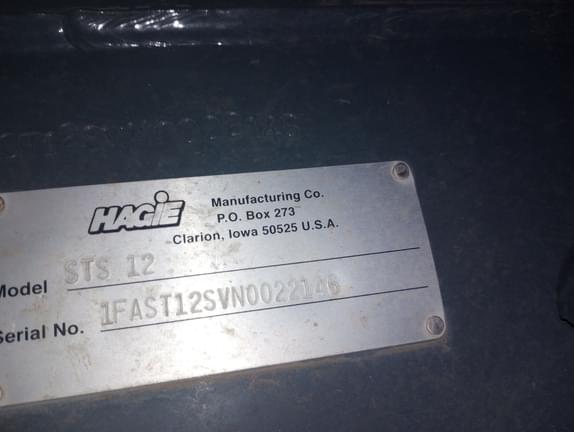 HAGIE
Manufacturing Co.
P.O. Box 273
Clarion, Iowa 50525 U.S.A.
Model STS 12
Serial No. 1FAST12SVN0022146